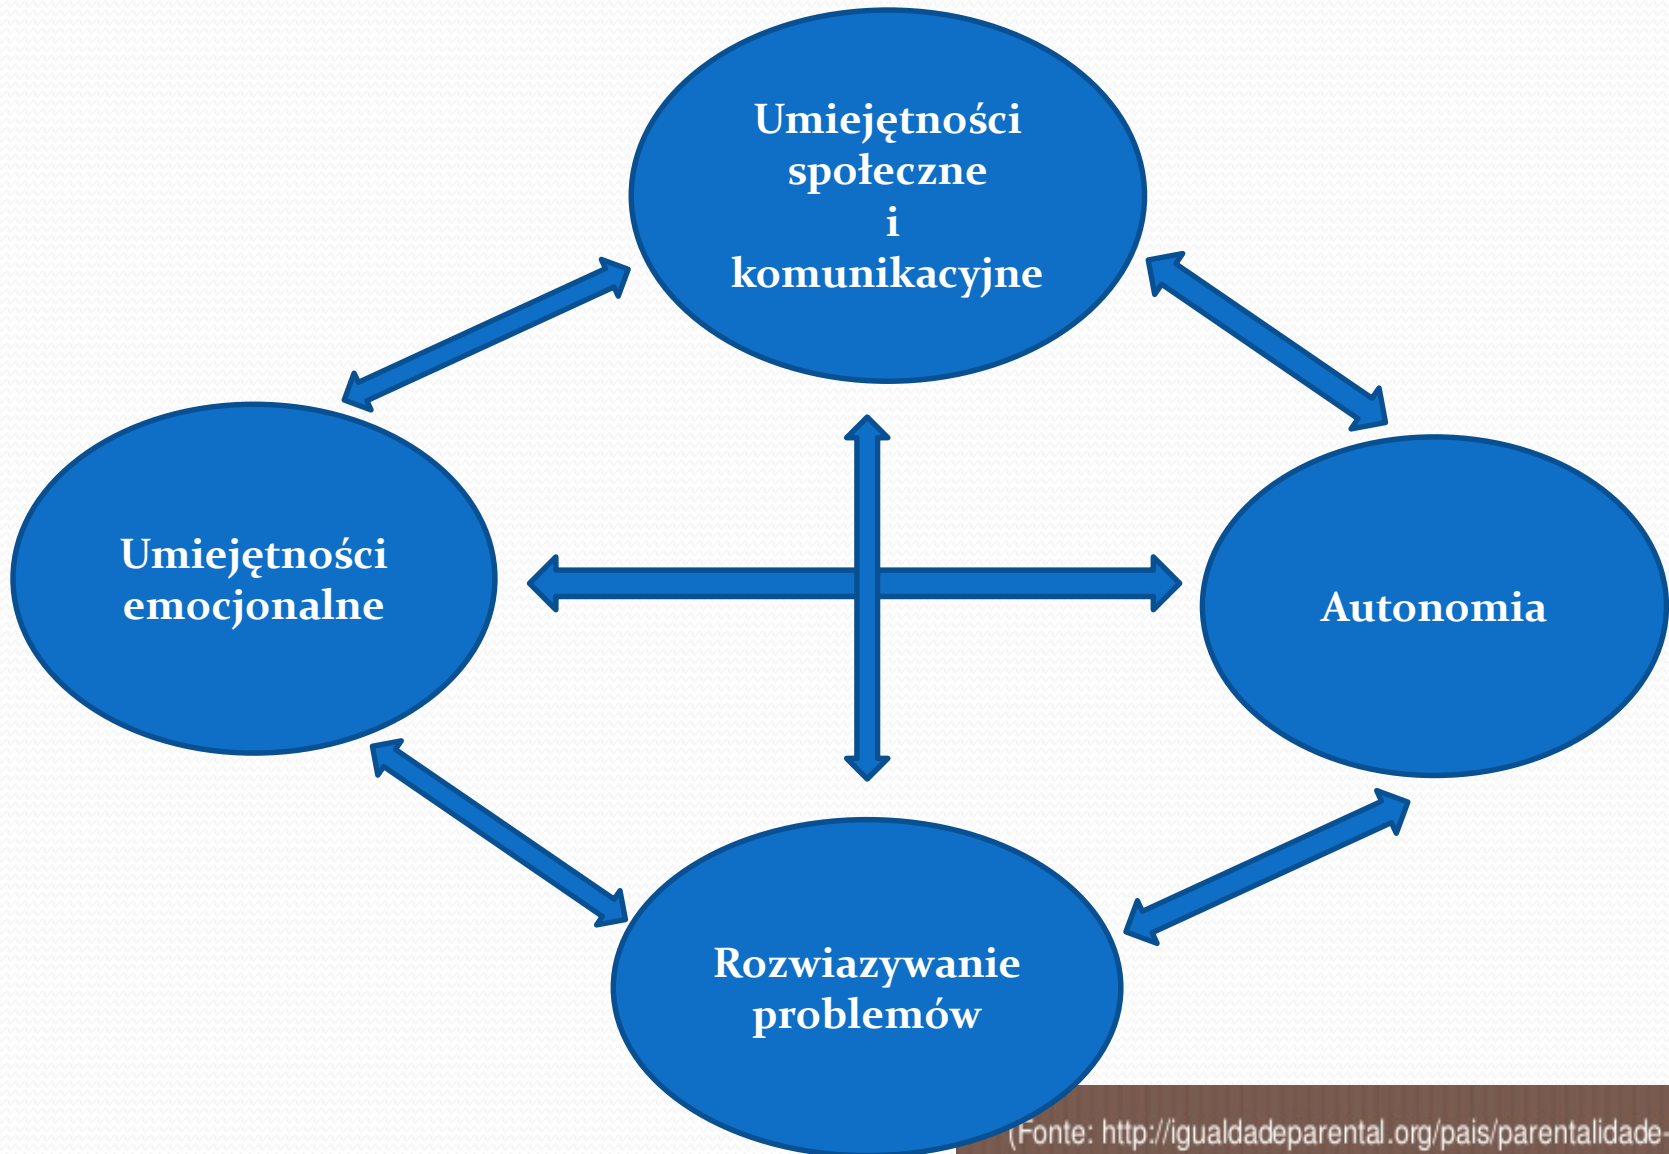 Umiejętności
społeczne
i
komunikacyjne
Umiejętności
emocjonalne
Autonomia
Rozwiazywanie
problemów
(Fonte: http://igualdadeparental.org/pais/parentalidade-